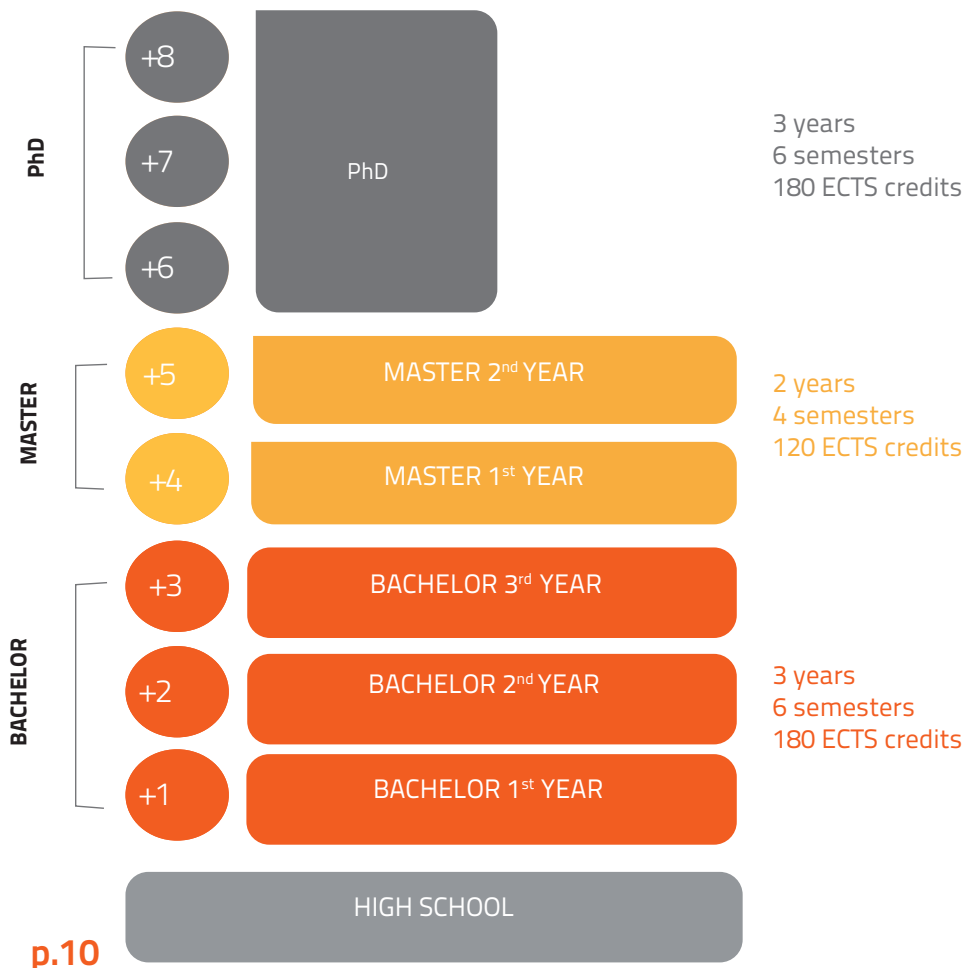 PhD
+8
+7
+6
PhD
3 years
6 semesters
180 ECTS credits
MASTER
+5
MASTER 2nd YEAR
+4
MASTER 1st YEAR
2 years
4 semesters
120 ECTS credits
BACHELOR
+3
BACHELOR 3rd YEAR
+2
BACHELOR 2nd YEAR
+1
BACHELOR 1st YEAR
3 years
6 semesters
180 ECTS credits
HIGH SCHOOL
p.10